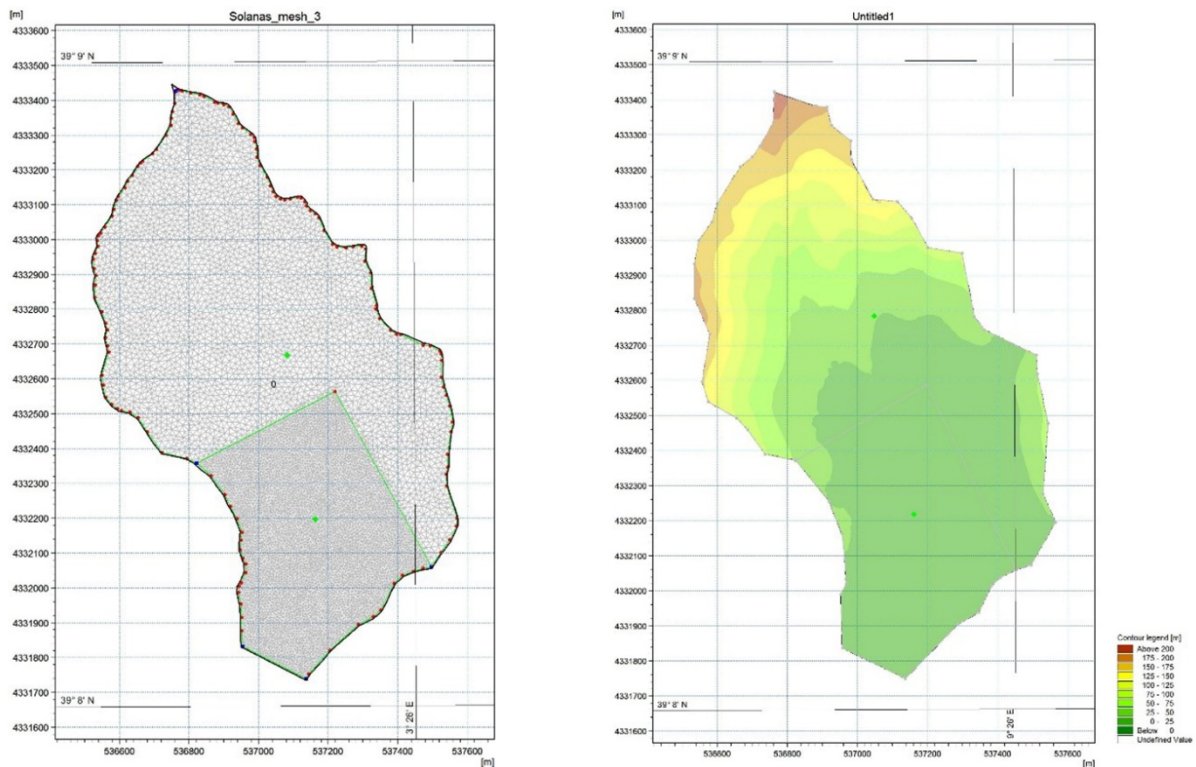 Solanas_mesh_3
[m]
4333600
39° 9' N
4333500
4333400
4333300
4333200
4333100
4333000
4332900
4332800
4332700
4332600
0
4332500
4332400
4332300
4332200
4332100
4332000
4331900
4331800
4331700
39° 8' N
26' E
4331600
536600 536800 537000 537200 537400 537600
[m]
Untitled1
[m]
4333600
39° 9' N
4333500
4333400
4333300
4333200
4333100
4333000
4332900
4332800
4332700
4332600
4332500
4332400
4332300
4332200
4332100
4332000
4331900
4331800
4331700
39° 8' N
26' E
4331600
536600 536800 537000 537200 537400 537600
[m]
Contour legend [m]
Above 200
175 - 200
150 - 175
125 - 150
100 - 125
75 - 100
50 - 75
25 - 50
0 - 25
Below 0
Undefined Value